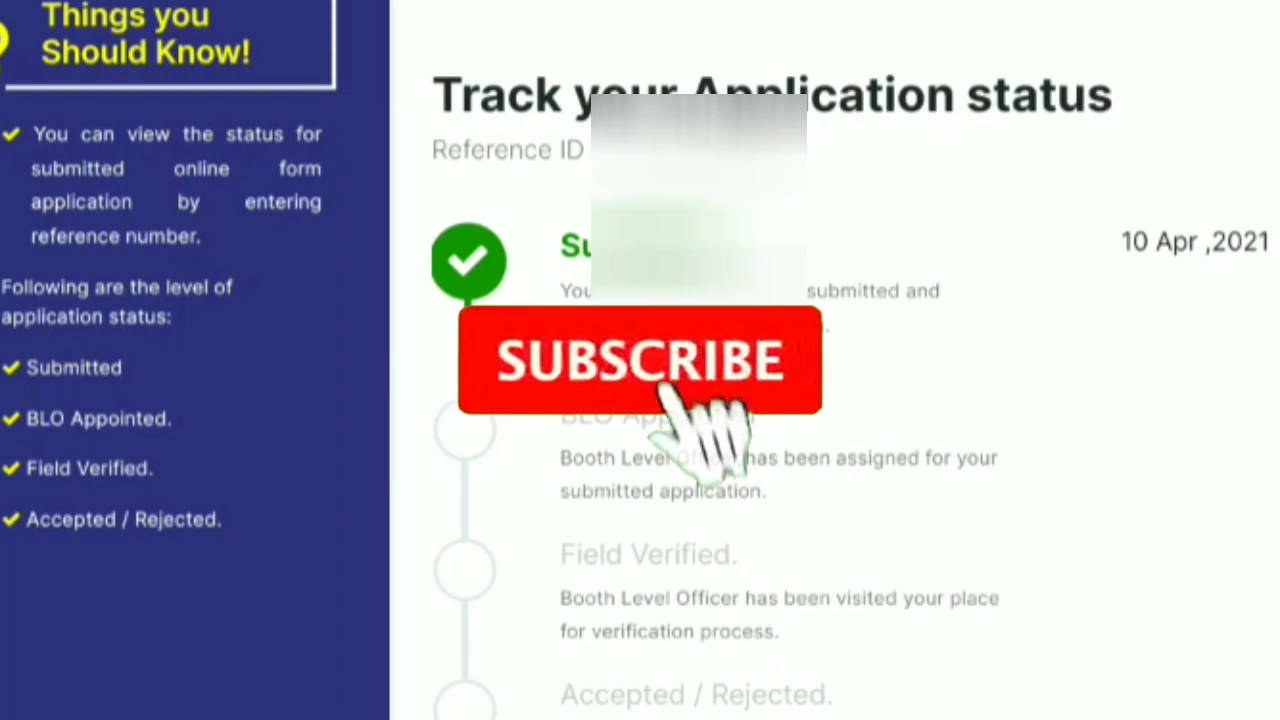 Things you
Should Know!
You can view the status for
submitted online form
application by entering
reference number.
Following are the level of
application status:
Submitted
BLO Appointed.
Field Verified.
Accepted / Rejected.
Track your Application status
Reference ID
10 Apr ,2021
submitted and
SUBSCRIBE
BLO
Booth Level has been assigned for your
submitted application.
Field Verified.
Booth Level Officer has been visited your place
for verification process.
Accepted / Rejected.